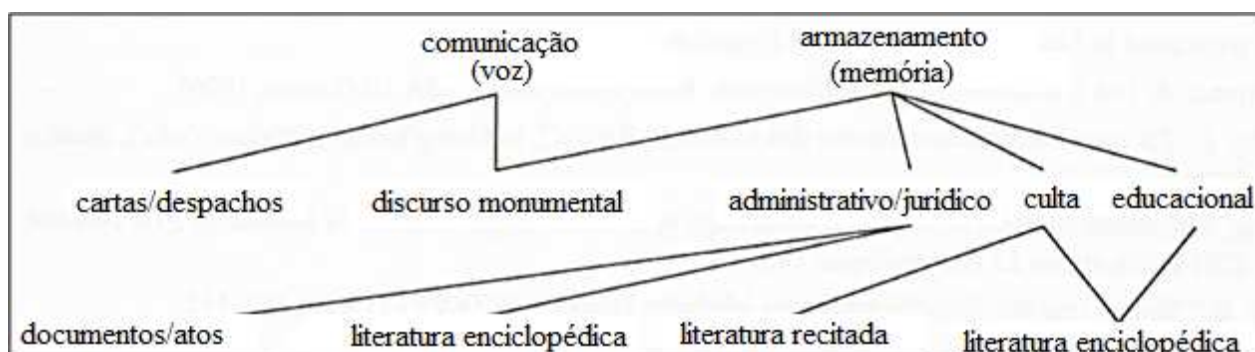 comunicação
(voz)
armazenamento
(memória)
cartas/despachos
discurso monumental
administrativo/jurídico
culta
educacional
documentos/atos
literatura enciclopédica
literatura recitada
literatura enciclopédica